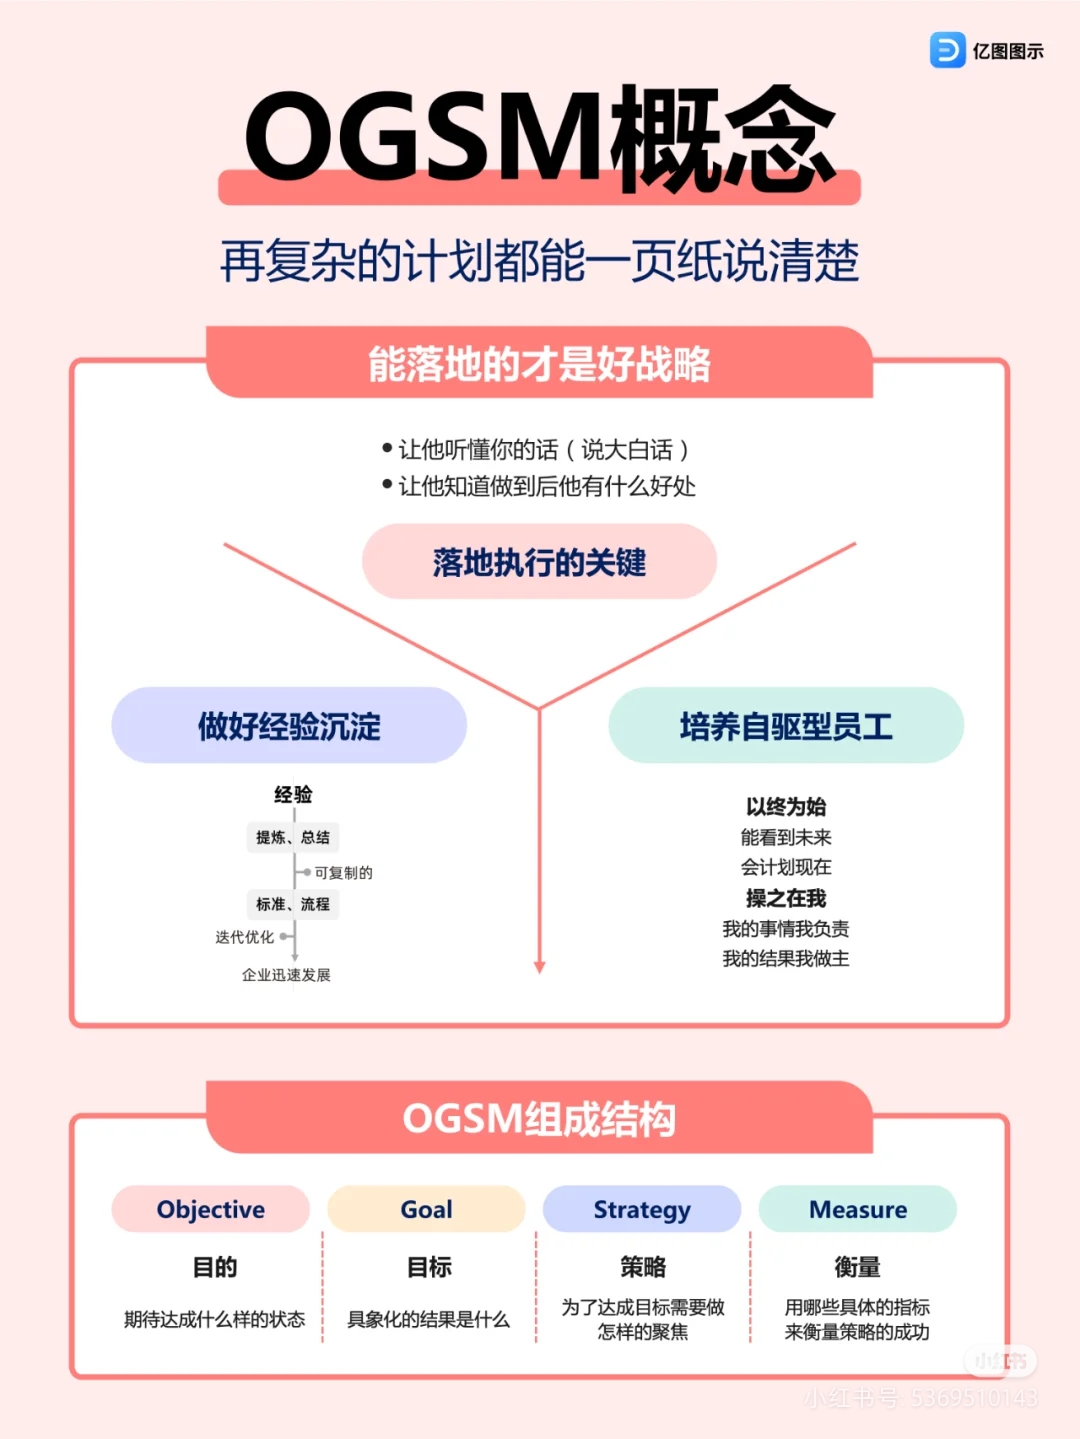 亿图图示
OGSM概念
再复杂的计划都能一页纸说清楚
能落地的才是好战略
• 让他听懂你的话（说大白话）
• 让他知道做到后他有什么好处
落地执行的关键
做好经验沉淀
经验
提炼、总结
可复制的
标准、流程
迭代优化
企业迅速发展
培养自驱型员工
以终为始
能看到未来
会计划现在
操之在我
我的事情我负责
我的结果我做主
OGSM组成结构
Objective
目的
期待达成什么样的状态
Goal
目标
具象化的结果是什么
Strategy
策略
为了达成目标需要做
怎样的聚焦
Measure
衡量
用哪些具体的指标
来衡量策略的成功
小红书
小红书号: 5369510143